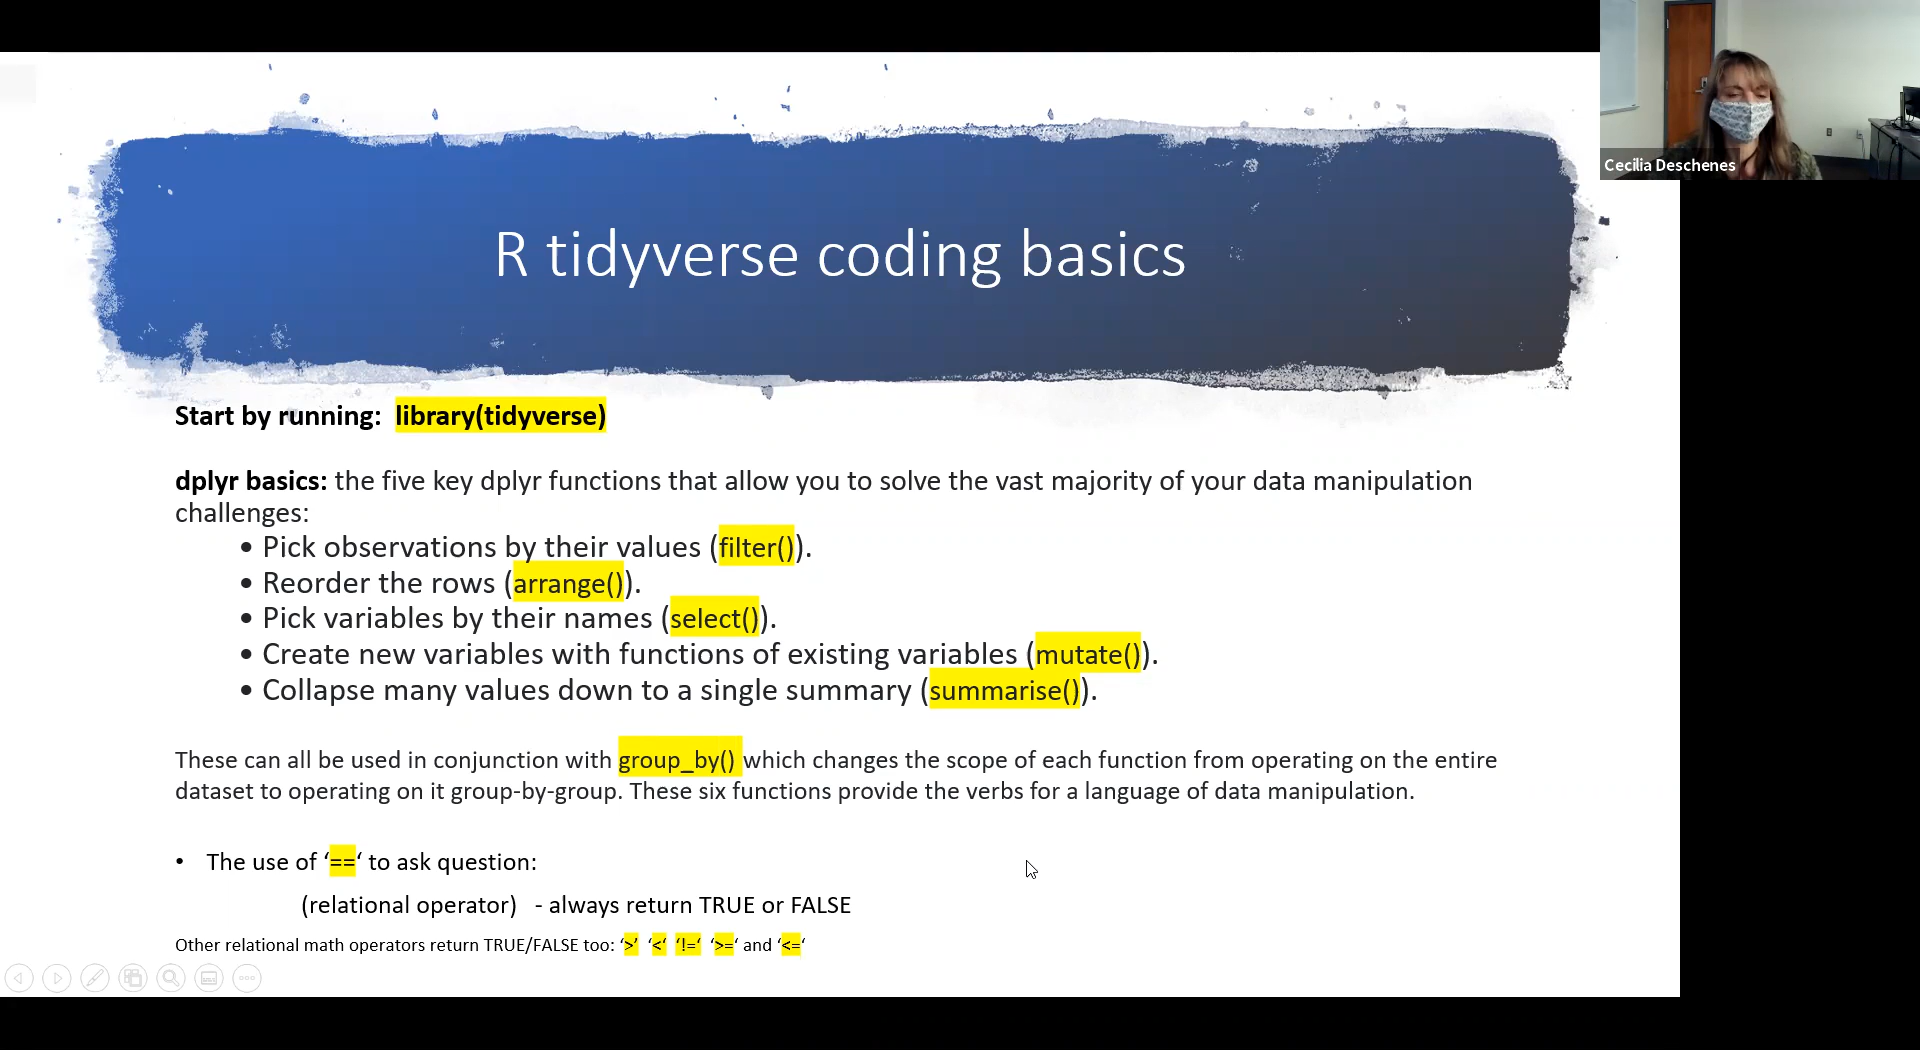 Cecilia Deschenes
R tidyverse coding basics
Start by running: library(tidyverse)
dplyr basics: the five key dplyr functions that allow you to solve the vast majority of your data manipulation
challenges:
• Pick observations by their values (filter()).
• Reorder the rows (arrange()).
• Pick variables by their names (select()).
• Create new variables with functions of existing variables (mutate()).
• Collapse many values down to a single summary (summarise()).
These can all be used in conjunction with group_by() which changes the scope of each function from operating on the entire
dataset to operating on it group-by-group. These six functions provide the verbs for a language of data manipulation.
• The use of ‘==‘ to ask question:
(relational operator) - always return TRUE or FALSE
Other relational math operators return TRUE/FALSE too: ‘>’ ‘<‘ ‘!=‘ ‘>=‘ and ‘<=‘